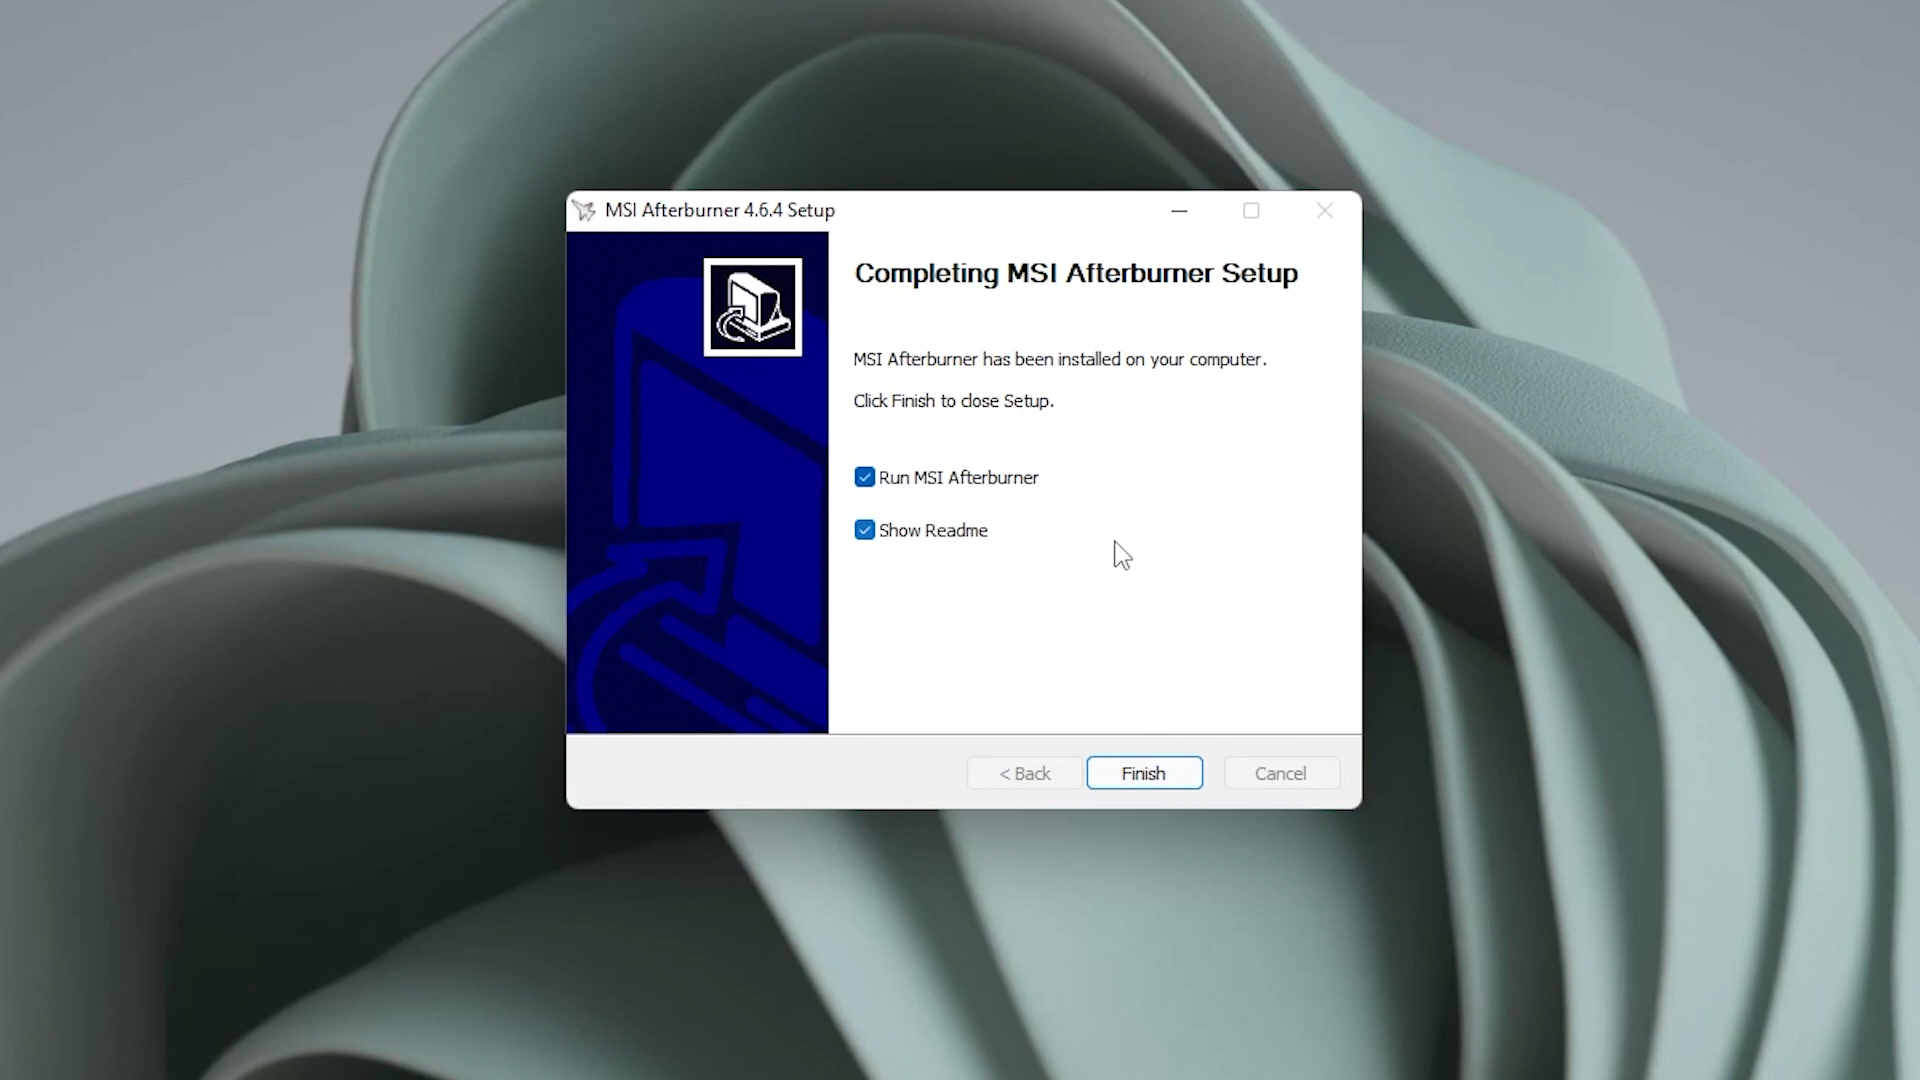 MSI Afterburner 4.6.4 Setup
Completing MSI Afterburner Setup
MSI Afterburner has been installed on your computer.
Click Finish to close Setup.
Run MSI Afterburner
Show Readme
< Back
Finish
Cancel